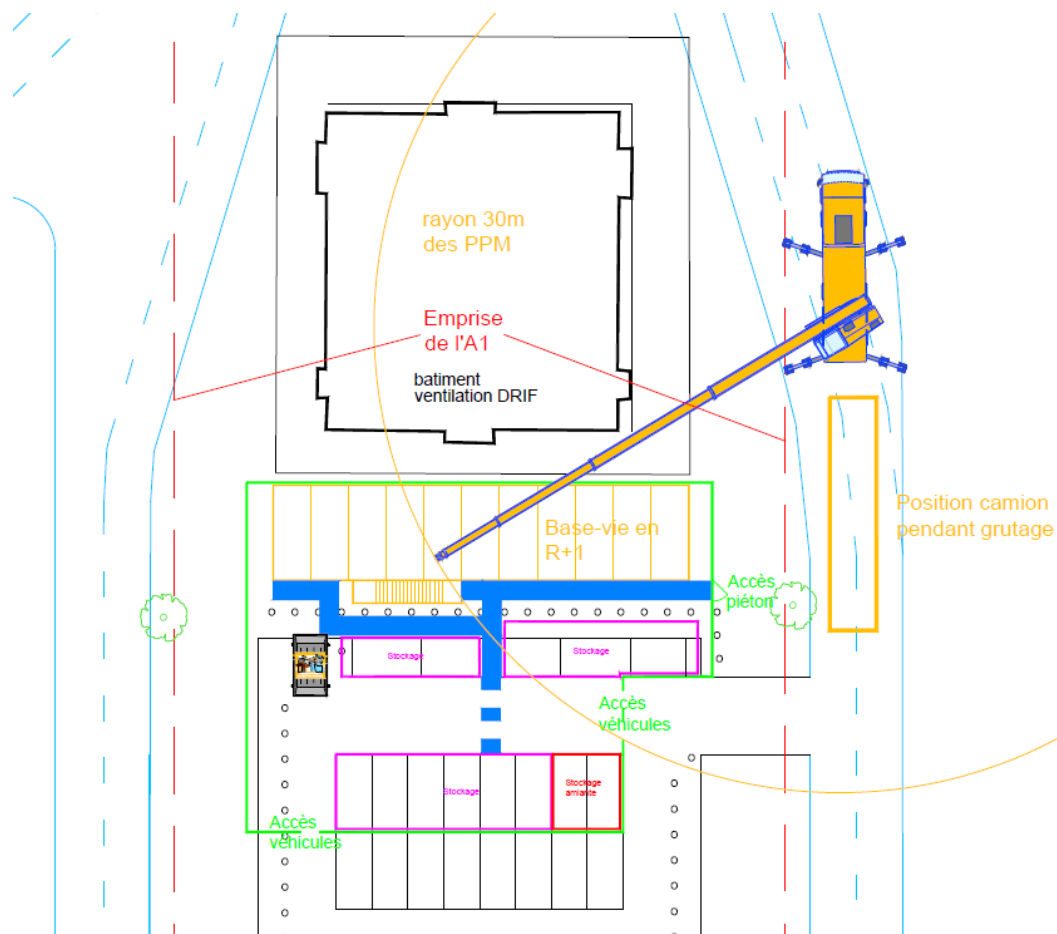 rayon 30m
des PPM
Emprise
de l'A1
batiment
ventilation DRIF
Position camion
pendant grutage
Base-vie en
R+1
Accès
piéton
Stockage
Stockage
Accès
véhicules
Stockage
Stockage
amiante
Accès
véhicules